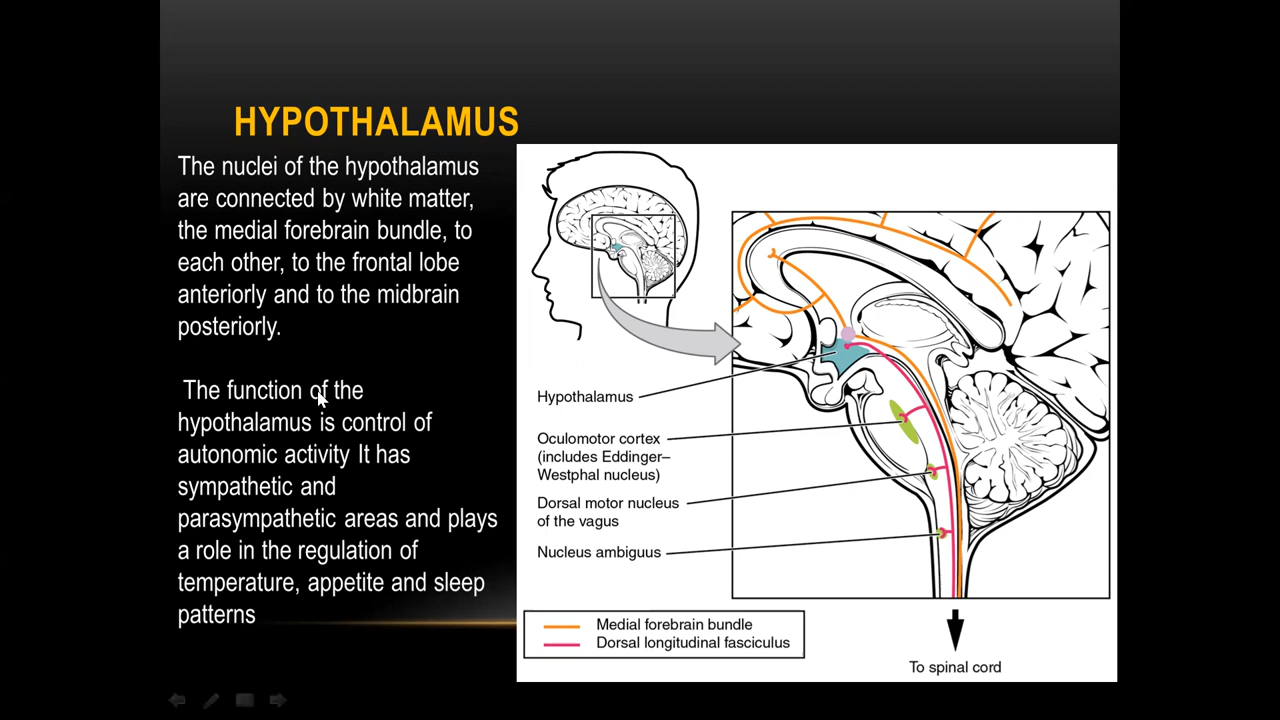 HYPOTHALAMUS
The nuclei of the hypothalamus
are connected by white matter,
the medial forebrain bundle, to
each other, to the frontal lobe
anteriorly and to the midbrain
posteriorly.
The function of the
hypothalamus is control of
autonomic activity It has
sympathetic and
parasympathetic areas and plays
a role in the regulation of
temperature, appetite and sleep
patterns
Hypothalamus
Oculomotor cortex
(includes Eddinger–
Westphal nucleus)
Dorsal motor nucleus
of the vagus
Nucleus ambiguus
Medial forebrain bundle
Dorsal longitudinal fasciculus
To spinal cord